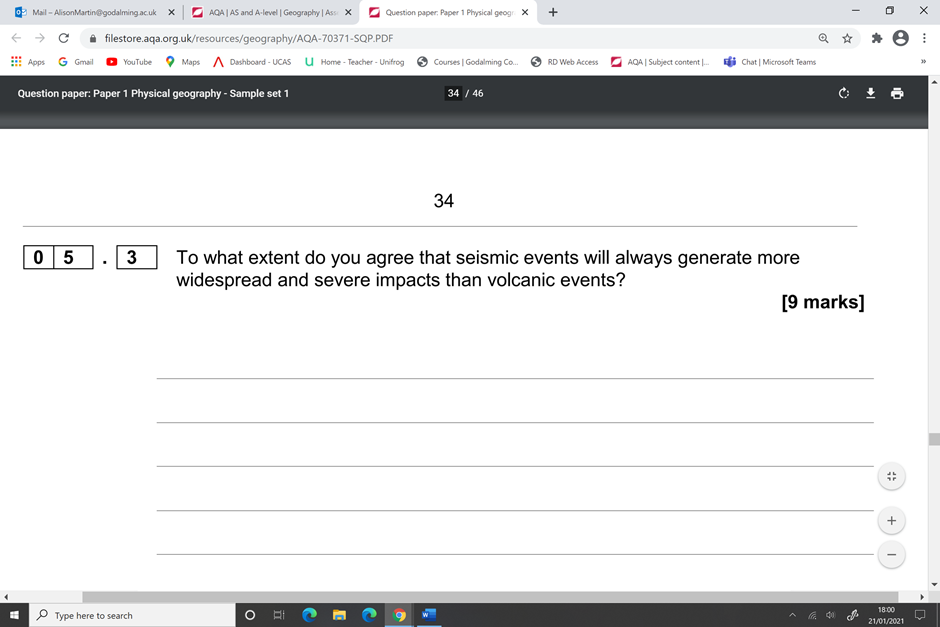 Mail – AlisonMartin@godalming.ac.uk
AQA | AS and A-level | Geography | Ass
Question paper: Paper 1 Physical geogr
filestore.aqa.org.uk/resources/geography/AQA-70371-SQP.PDF
Apps Gmail YouTube Maps Dashboard - UCAS Home - Teacher - Unifrog Courses | Godalming Co... RD Web Access AQA | Subject content |... Chat | Microsoft Teams »
Question paper: Paper 1 Physical geography - Sample set 1 34 / 46
34
0 5 . 3 To what extent do you agree that seismic events will always generate more
widespread and severe impacts than volcanic events?
[9 marks]
Type here to search
18:00
21/01/2021